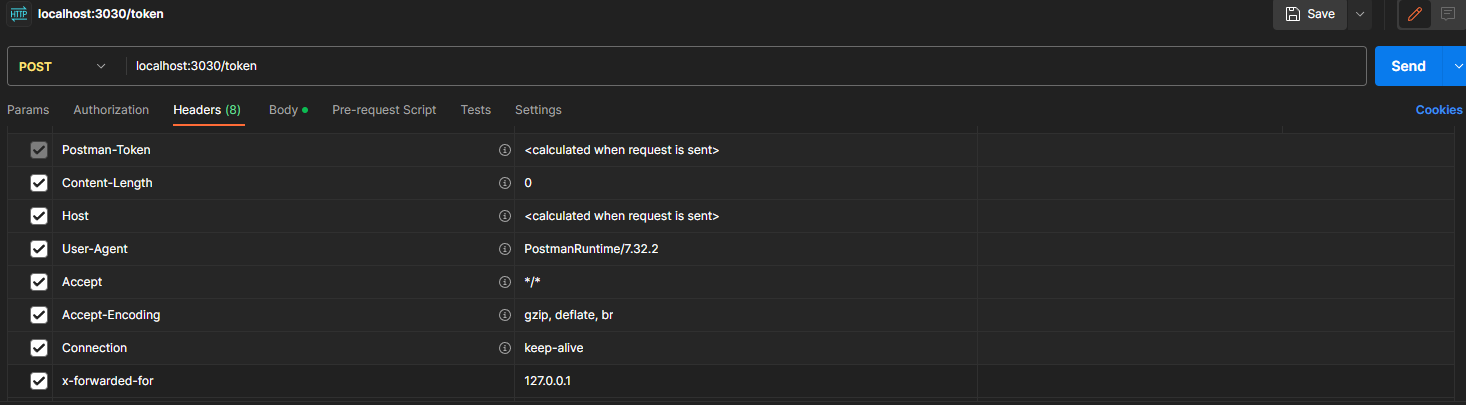 HTTP localhost:3030/token Save
POST localhost:3030/token Send
Params Authorization Headers (8) Body Pre-request Script Tests Settings Cookies
Postman-Token <calculated when request is sent>
Content-Length 0
Host <calculated when request is sent>
User-Agent PostmanRuntime/7.32.2
Accept */*
Accept-Encoding gzip, deflate, br
Connection keep-alive
x-forwarded-for 127.0.0.1